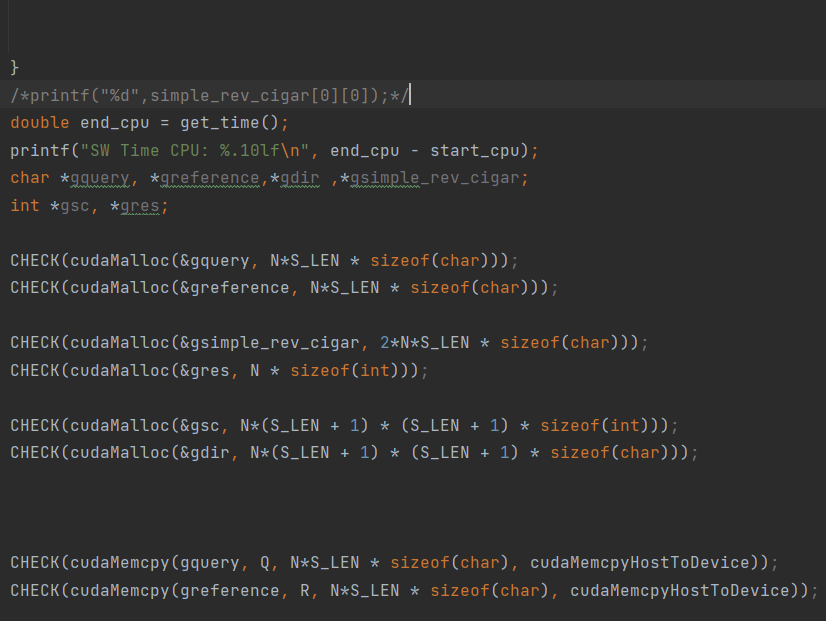 }
/*printf("%d",simple_rev_cigar[0][0]);*/
double end_cpu = get_time();
printf("SW Time CPU: %.10lf\n", end_cpu - start_cpu);
char *gquery, *greference,*gdir ,*gsimple_rev_cigar;
int *gsc, *gres;
CHECK(cudaMalloc(&gquery, N*S_LEN * sizeof(char)));
CHECK(cudaMalloc(&greference, N*S_LEN * sizeof(char)));
CHECK(cudaMalloc(&gsimple_rev_cigar, 2*N*S_LEN * sizeof(char)));
CHECK(cudaMalloc(&gres, N * sizeof(int)));
CHECK(cudaMalloc(&gsc, N*(S_LEN + 1) * (S_LEN + 1) * sizeof(int)));
CHECK(cudaMalloc(&gdir, N*(S_LEN + 1) * (S_LEN + 1) * sizeof(char)));
CHECK(cudaMemcpy(gquery, Q, N*S_LEN * sizeof(char), cudaMemcpyHostToDevice));
CHECK(cudaMemcpy(greference, R, N*S_LEN * sizeof(char), cudaMemcpyHostToDevice));